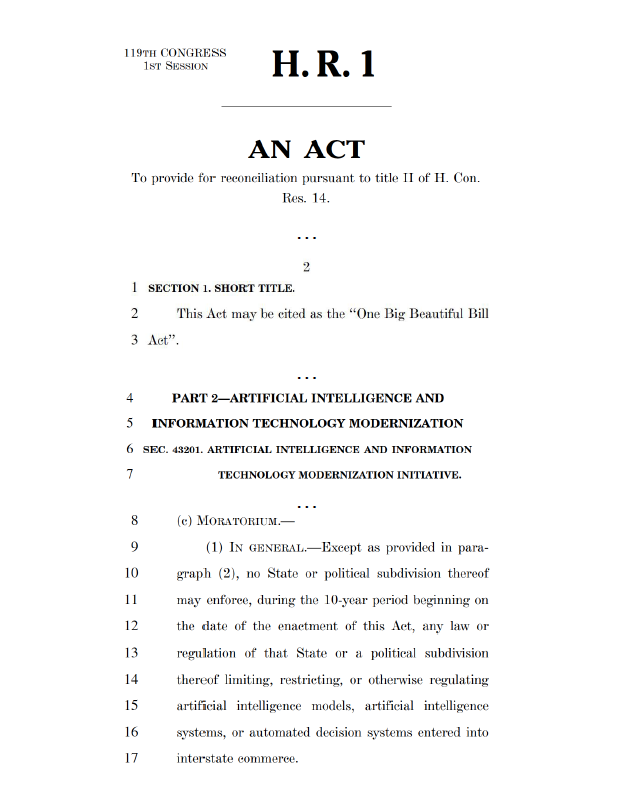 119TH CONGRESS
1ST SESSION
H. R. 1
AN ACT
To provide for reconciliation pursuant to title II of H. Con.
Res. 14.
. . .
2
1 SECTION 1. SHORT TITLE.
2 This Act may be cited as the “One Big Beautiful Bill
3 Act”.
. . .
4 PART 2—ARTIFICIAL INTELLIGENCE AND
5 INFORMATION TECHNOLOGY MODERNIZATION
6 SEC. 43201. ARTIFICIAL INTELLIGENCE AND INFORMATION
7 TECHNOLOGY MODERNIZATION INITIATIVE.
. . .
8 (c) MORATORIUM.—
9 (1) IN GENERAL.—Except as provided in para-
10 graph (2), no State or political subdivision thereof
11 may enforce, during the 10-year period beginning on
12 the date of the enactment of this Act, any law or
13 regulation of that State or a political subdivision
14 thereof limiting, restricting, or otherwise regulating
15 artificial intelligence models, artificial intelligence
16 systems, or automated decision systems entered into
17 interstate commerce.